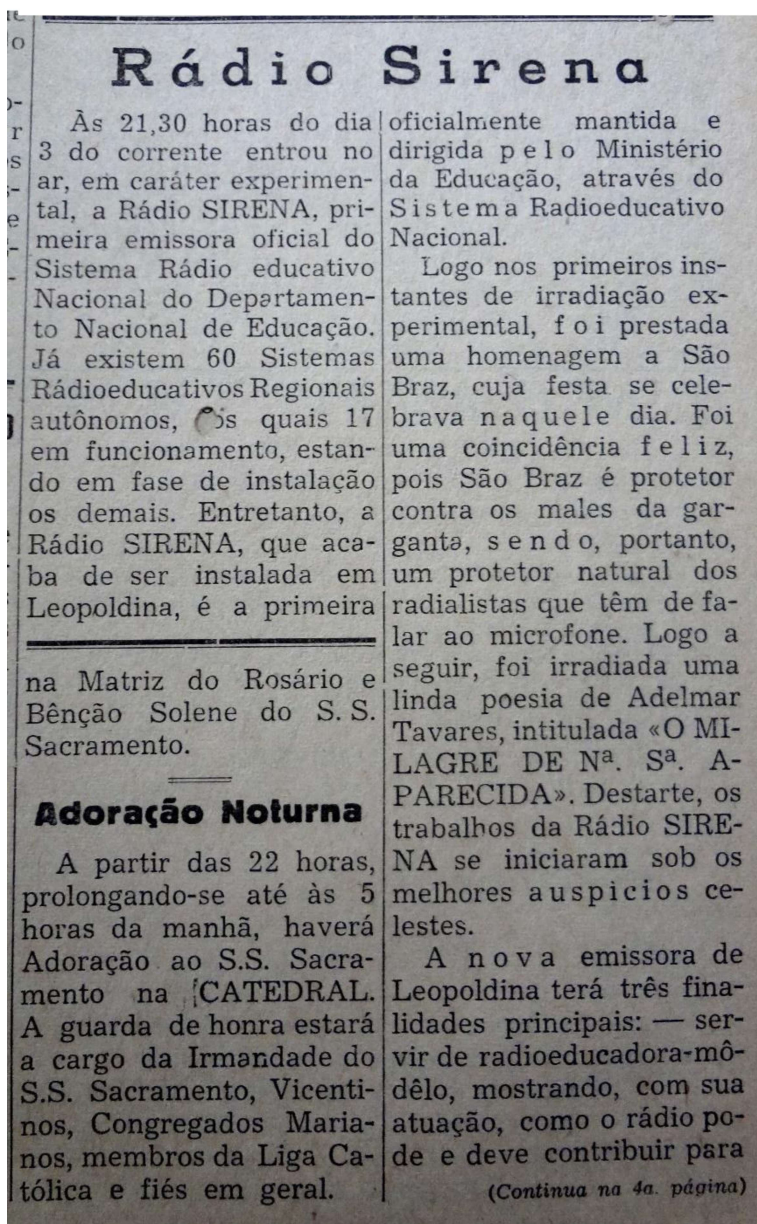 Rádio Sirena
Às 21,30 horas do dia
3 do corrente entrou no
ar, em caráter experimen-
tal, a Rádio SIRENA, pri-
meira emissora oficial do
Sistema Rádio educativo
Nacional do Departamen-
to Nacional de Educação.
Já existem 60 Sistemas
Rádioeducativos Regionais
autônomos, quais 17
em funcionamento, estan-
do em fase de instalação
os demais. Entretanto, a
Rádio SIRENA, que aca-
ba de ser instalada em
Leopoldina, é a primeira
oficialmente mantida e
dirigida pelo Ministério
da Educação, através do
Sistema Radioeducativo
Nacional.
Logo nos primeiros ins-
tantes de irradiação ex-
perimental, foi prestada
uma homenagem a São
Braz, cuja festa se cele-
brava naquele dia. Foi
uma coincidência feliz,
pois São Braz é protetor
contra os males da gar-
ganta, sendo, portanto,
um protetor natural dos
radialistas que têm de fa-
lar ao microfone. Logo a
seguir, foi irradiada uma
linda poesia de Adelmar
Tavares, intitulada «O MI-
LAGRE DE Nª. Sª. A-
PARECIDA». Destarte, os
trabalhos da Rádio SIRE-
NA se iniciaram sob os
melhores auspicios ce-
lestes.
A nova emissora de
Leopoldina terá três fina-
lidades principais: — ser-
vir de radioeducadora-mô-
dêlo, mostrando, com sua
atuação, como o rádio po-
de e deve contribuir para
(Continua na 4a. página)
na Matriz do Rosário e
Bênção Solene do S. S.
Sacramento.
Adoração Noturna
A partir das 22 horas,
prolongando-se até às 5
horas da manhã, haverá
Adoração ao S.S. Sacra-
mento na CATEDRAL.
A guarda de honra estará
a cargo da Irmandade do
S.S. Sacramento, Vicenti-
nos, Congregados Maria-
nos, membros da Liga Ca-
tólica e fiés em geral.